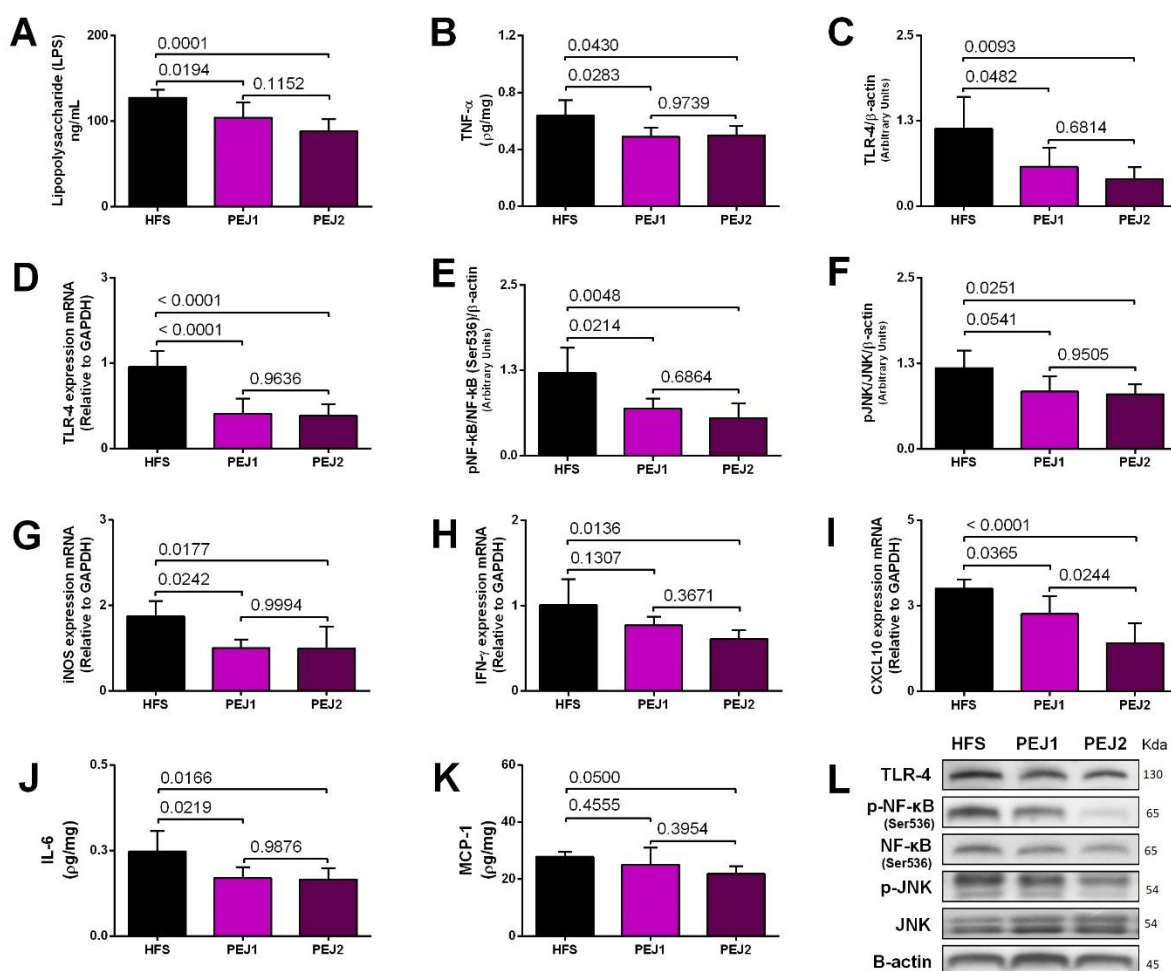 A
Lipopolysaccharide (LPS)
ng/mL
200
100
0
0.0001
0.0194
0.1152
HFS PEJ1 PEJ2
B
TNF-α
(ρg/mg)
1.2
0.8
0.4
0.0
0.0430
0.0283
0.9739
HFS PEJ1 PEJ2
C
TLR-4/β-actin
(Arbitrary Units)
2.5
1.3
0.0
0.0093
0.0482
0.6814
HFS PEJ1 PEJ2
D
TLR-4 expression mRNA
(Relative to GAPDH)
3
1
0
< 0.0001
< 0.0001
0.9636
HFS PEJ1 PEJ2
E
pNF-kB/NF-kB (Ser536)/β-actin
(Arbitrary Units)
2.5
1.3
0.0
0.0048
0.0214
0.6864
HFS PEJ1 PEJ2
F
pJNK/JNK/β-actin
(Arbitrary Units)
2.5
1.3
0.0
0.0251
0.0541
0.9505
HFS PEJ1 PEJ2
G
iNOS expression mRNA
(Relative to GAPDH)
3
2
0
0.0177
0.0242
0.9994
HFS PEJ1 PEJ2
H
IFN-γ expression mRNA
(Relative to GAPDH)
2
1
0
0.0136
0.1307
0.3671
HFS PEJ1 PEJ2
I
CXCL10 expression mRNA
(Relative to GAPDH)
5
3
0
< 0.0001
0.0365
0.0244
HFS PEJ1 PEJ2
J
IL-6
(ρg/mg)
0.5
0.3
0.0
0.0166
0.0219
0.9876
HFS PEJ1 PEJ2
K
MCP-1
(ρg/mg)
60
40
20
0
0.0500
0.4555
0.3954
HFS PEJ1 PEJ2
L
HFS PEJ1 PEJ2 Kda
TLR-4 130
p-NF-κB 65
(Ser536)
NF-κB 65
(Ser536)
p-JNK 54
JNK 54
B-actin 45